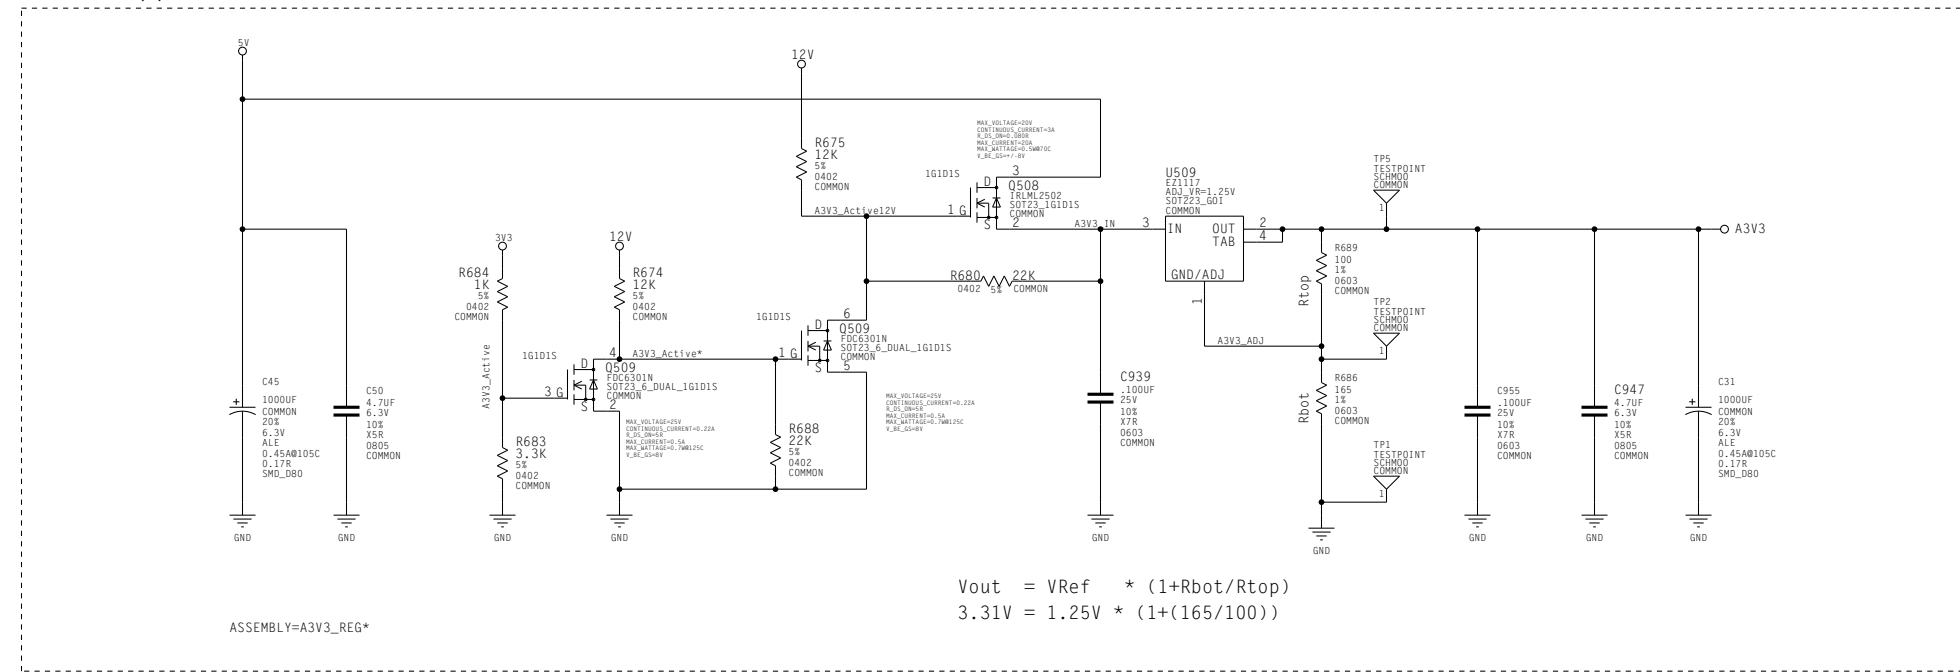 5V
12V
MAX_VOLTAGE=20V
CONTINUOUS_CURRENT=3A
R_DS_ON=0.080R
MAX_CURRENT=20A
MAX_WATTAGE=0.5W@70C
V_BE_GS=+/-8V
R675
12K
5%
0402
COMMON
1G1D1S
3
D
Q508
IRLML2502
SOT23_1G1D1S
COMMON
1 G
S
2
A3V3_Active12V
A3V3_IN
U509
EZ1117
ADJ_VR=1.25V
SOT223_GOI
COMMON
3
IN
OUT
2
TAB
4
GND/ADJ
1
TP5
TESTPOINT
SCHMOO
COMMON
1
A3V3
3V3
12V
R684
1K
5%
0402
COMMON
R674
12K
5%
0402
COMMON
R680
22K
0402
5%
COMMON
Rtop
R689
100
1%
0603
COMMON
TP2
TESTPOINT
SCHMOO
COMMON
1
1G1D1S
6
D
Q509
FDC6301N
SOT23_6_DUAL_1G1D1S
COMMON
1 G
S
5
A3V3_ADJ
A3V3_Active
1G1D1S
4
A3V3_Active*
D
Q509
FDC6301N
SOT23_6_DUAL_1G1D1S
COMMON
3 G
S
2
MAX_VOLTAGE=25V
CONTINUOUS_CURRENT=0.22A
R_DS_ON=5R
MAX_CURRENT=0.5A
MAX_WATTAGE=0.7W@125C
V_BE_GS=8V
MAX_VOLTAGE=25V
CONTINUOUS_CURRENT=0.22A
R_DS_ON=5R
MAX_CURRENT=0.5A
MAX_WATTAGE=0.7W@125C
V_BE_GS=8V
C45
1000UF
COMMON
20%
6.3V
ALE
0.45A@105C
0.17R
SMD_D80
+
C50
4.7UF
6.3V
10%
X5R
0805
COMMON
R683
3.3K
5%
0402
COMMON
R688
22K
5%
0402
COMMON
C939
.100UF
25V
10%
X7R
0603
COMMON
Rbot
R686
165
1%
0603
COMMON
TP1
TESTPOINT
SCHMOO
COMMON
1
C955
.100UF
25V
10%
X7R
0603
COMMON
C947
4.7UF
6.3V
10%
X5R
0805
COMMON
+
C31
1000UF
COMMON
20%
6.3V
ALE
0.45A@105C
0.17R
SMD_D80
GND
GND
GND
GND
GND
GND
GND
GND
GND
Vout = VRef * (1+Rbot/Rtop)
3.31V = 1.25V * (1+(165/100))
ASSEMBLY=A3V3_REG*